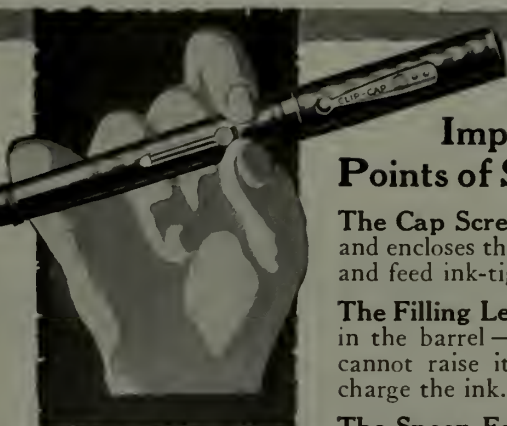 CLIP-CAP
Imp
Points of S
The Cap Scre
and encloses th
and feed ink-tig
The Filling Le
in the barrel—
cannot raise it
charge the ink.
The Spoon Fe